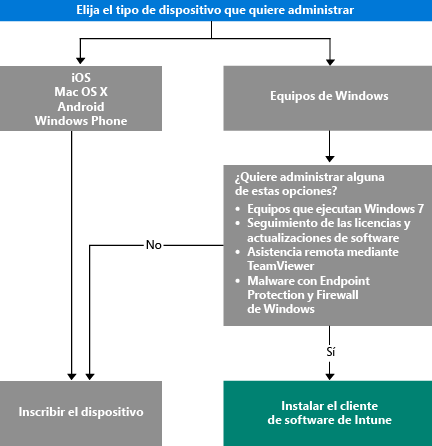 Elija el tipo de dispositivo que quiere administrar
iOS
Mac OS X
Android
Windows Phone
Equipos de Windows
¿Quiere administrar alguna
de estas opciones?
• Equipos que ejecutan Windows 7
• Seguimiento de las licencias y
actualizaciones de software
• Asistencia remota mediante
TeamViewer
• Malware con Endpoint
Protection y Firewall
de Windows
No
Sí
Inscribir el dispositivo
Instalar el cliente
de software de Intune